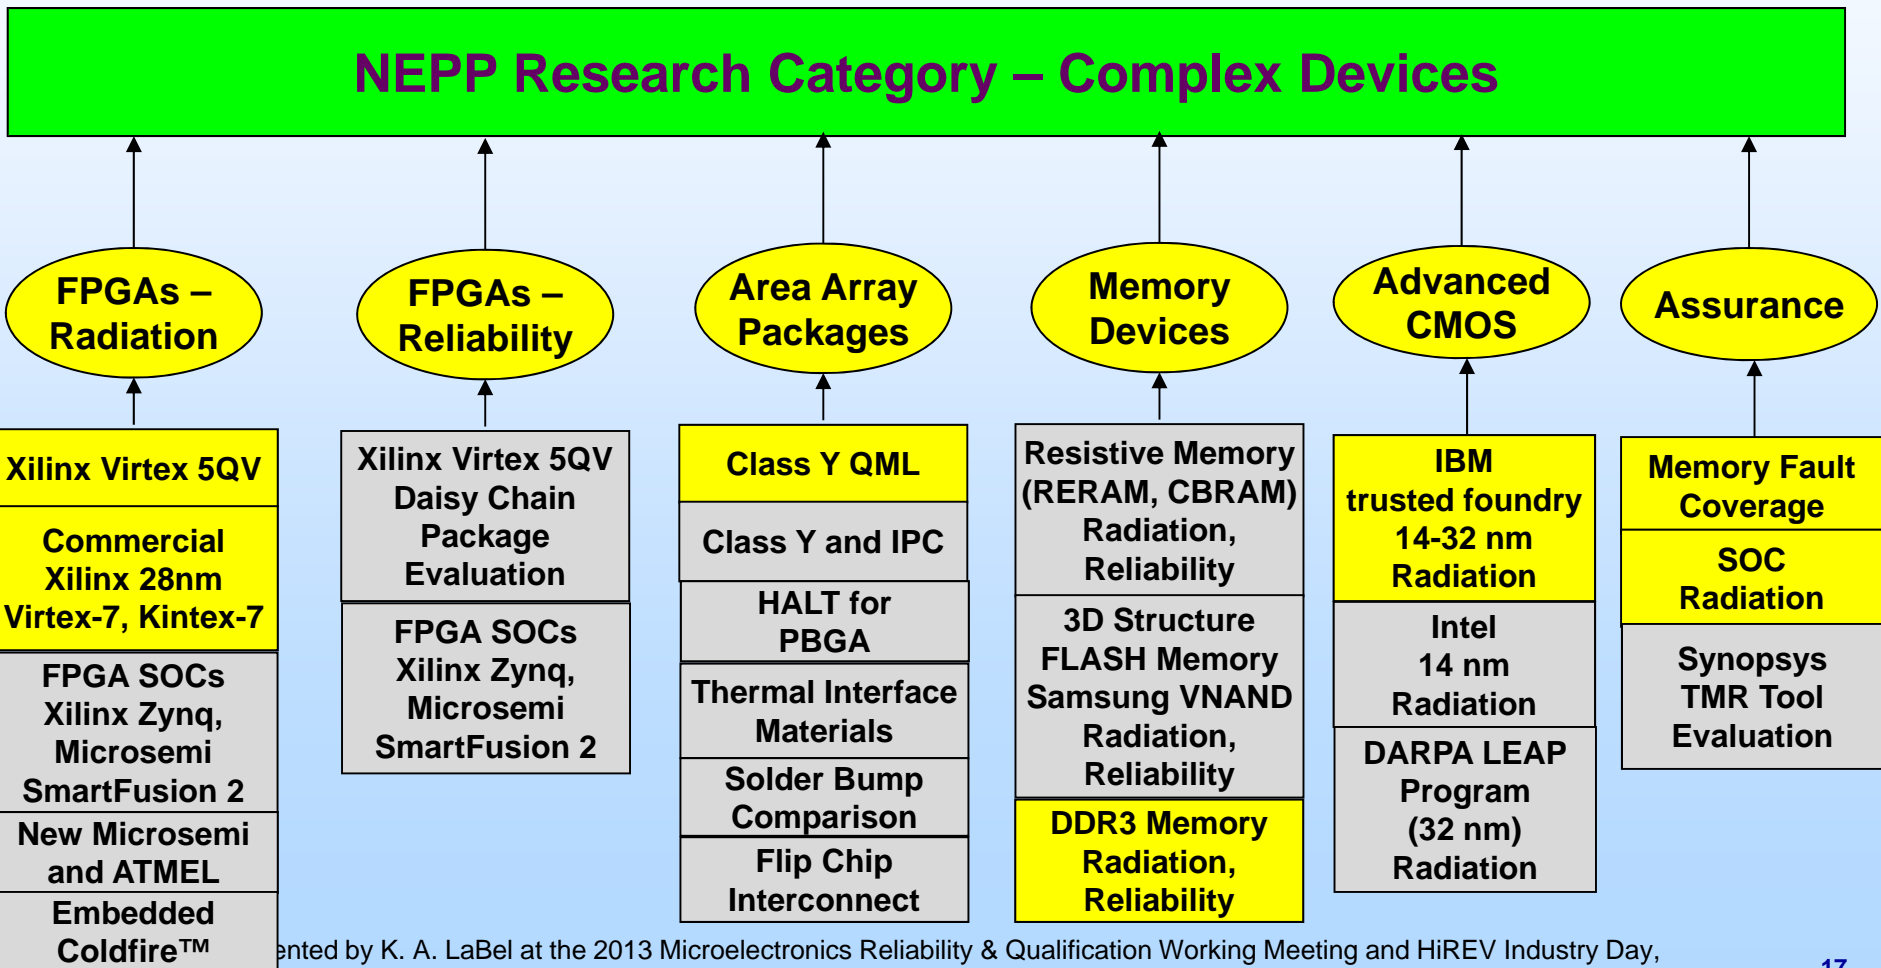 NEPP Research Category – Complex Devices
FPGAs –
Radiation
FPGAs –
Reliability
Area Array
Packages
Memory
Devices
Advanced
CMOS
Assurance
Xilinx Virtex 5QV
Commercial
Xilinx 28nm
Virtex-7, Kintex-7
FPGA SOCs
Xilinx Zynq,
Microsemi
SmartFusion 2
New Microsemi
and ATMEL
Embedded
Coldfire™
Xilinx Virtex 5QV
Daisy Chain
Package
Evaluation
FPGA SOCs
Xilinx Zynq,
Microsemi
SmartFusion 2
Class Y QML
Class Y and IPC
HALT for
PBGA
Thermal Interface
Materials
Solder Bump
Comparison
Flip Chip
Interconnect
Resistive Memory
(RERAM, CBRAM)
Radiation,
Reliability
3D Structure
FLASH Memory
Samsung VNAND
Radiation,
Reliability
DDR3 Memory
Radiation,
Reliability
IBM
trusted foundry
14-32 nm
Radiation
Intel
14 nm
Radiation
DARPA LEAP
Program
(32 nm)
Radiation
Memory Fault
Coverage
SOC
Radiation
Synopsys
TMR Tool
Evaluation
ented by K. A. LaBel at the 2013 Microelectronics Reliability & Qualification Working Meeting and HiREV Industry Day,
17